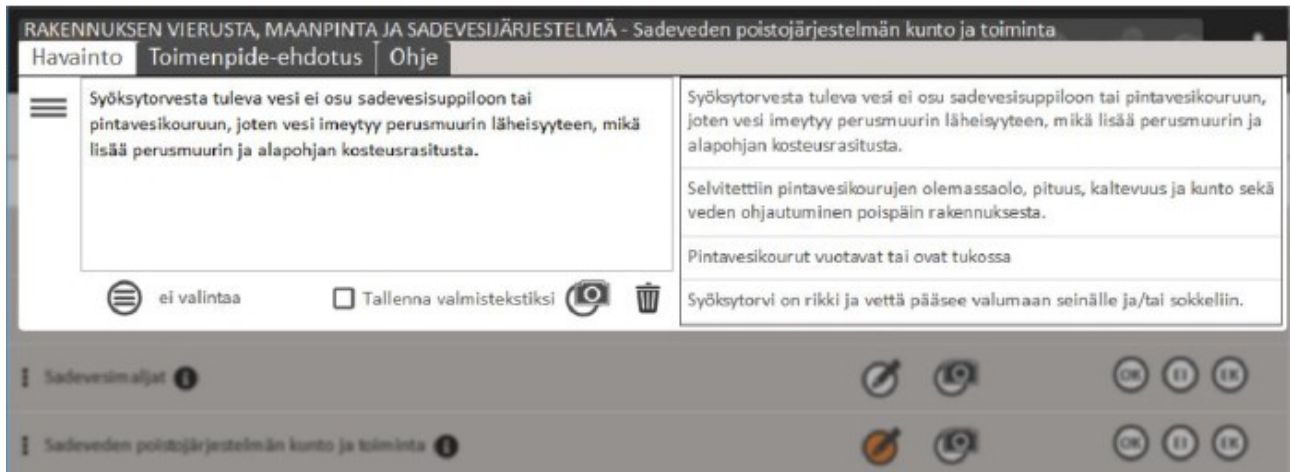 RAKENNUKSEN VIERUSTA, MAANPINTA JA SADEVESIJÄRJESTELMÄ - Sadeveden poistojärjestelmän kunto ja toiminta
Havainto Toimenpide-ehdotus Ohje
Syöksytorvesta tuleva vesi ei osu sadevesisuppiloon tai
pintavesikouruun, joten vesi imeytyy perusmuurin läheisyyteen, mikä
lisää perusmuurin ja alapohjan kosteusrasitusta.
ei valintaa Tallenna valmistekstiksi
Syöksytorvesta tuleva vesi ei osu sadevesisuppiloon tai pintavesikouruun,
joten vesi imeytyy perusmuurin läheisyyteen, mikä lisää perusmuurin ja
alapohjan kosteusrasitusta.
Selvitettiin pintavesikourujen olemassaolo, pituus, kaltevuus ja kunto sekä
veden ohjautuminen poispäin rakennuksesta.
Pintavesikourut vuotavat tai ovat tukossa
Syöksytorvi on rikki ja vettä pääsee valumaan seinälle ja/tai sokkeliin.
Sadevesimaljat OK EI EK
Sadeveden poistojärjestelmän kunto ja toiminta OK EI EK